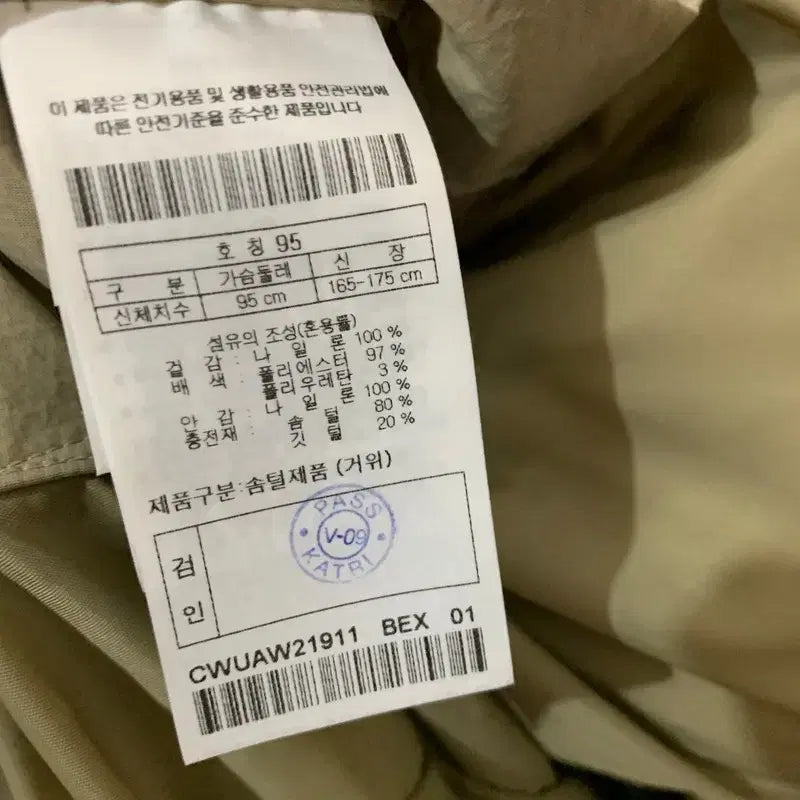 이 제품은 전기용품 및 생활용품 안전관리법에
따른 안전기준을 준수한 제품입니다
호 칭 95
구 분 가슴둘레 신 장
신체치수 95 cm 165-175 cm
섬유의 조성(혼용률)
겉 감 : 나 일 론 100 %
배 색 : 폴리에스터 97 %
폴리우레탄 3 %
안 감 : 나 일 론 100 %
충전재 : 솜 털 80 %
깃 털 20 %
제품구분:솜털제품 (거위)
검 인
PASS
V-09
KATRI
CWUAW21911 BEX 01